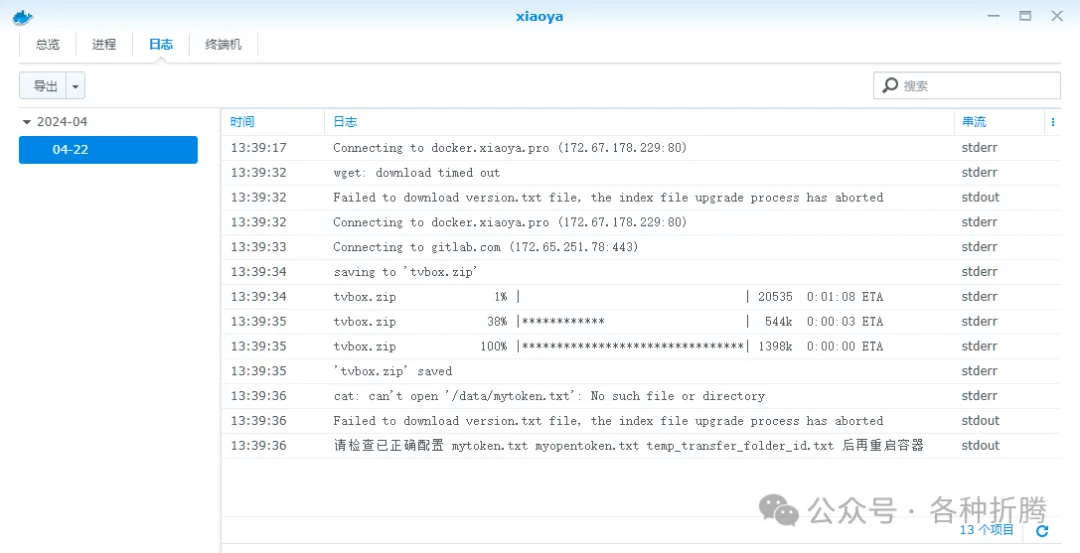 xiaoya
总览 进程 日志 终端机
导出 搜索
2024-04
04-22
时间 日志 串流
13:39:17 Connecting to docker.xiaoya.pro (172.67.178.229:80) stderr
13:39:32 wget: download timed out stderr
13:39:32 Failed to download version.txt file, the index file upgrade process has aborted stdout
13:39:32 Connecting to docker.xiaoya.pro (172.67.178.229:80) stderr
13:39:33 Connecting to gitlab.com (172.65.251.78:443) stderr
13:39:34 saving to 'tvbox.zip' stderr
13:39:34 tvbox.zip 1% | | 20535 0:01:08 ETA stderr
13:39:35 tvbox.zip 38% |************ | 544k 0:00:03 ETA stderr
13:39:35 tvbox.zip 100% |********************************| 1398k 0:00:00 ETA stderr
13:39:35 'tvbox.zip' saved stderr
13:39:36 cat: can't open '/data/mytoken.txt': No such file or directory stderr
13:39:36 Failed to download version.txt file, the index file upgrade process has aborted stdout
13:39:36 请检查已正确配置 mytoken.txt myopentoken.txt temp_transfer_folder_id.txt 后再重启容器 stdout
公众号 · 各种折腾
13 个项目